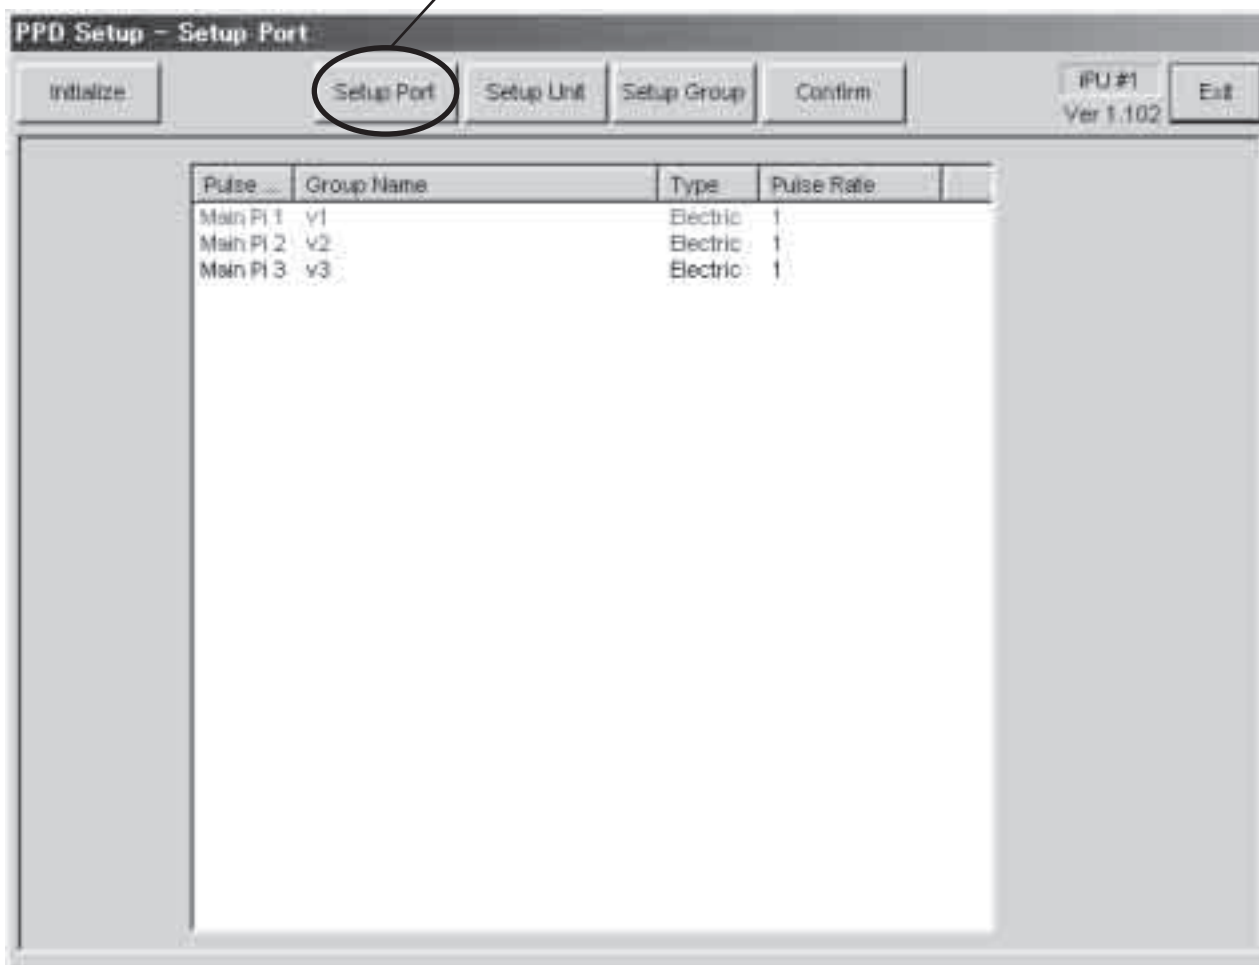 PPD Setup - Setup Port
Initialize Setup Port Setup Unit Setup Group Confirm iPU #1 Exit
Ver 1.102
Pulse ... Group Name Type Pulse Rate
Main Pi 1 v1 Electric 1
Main Pi 2 v2 Electric 1
Main Pi 3 v3 Electric 1